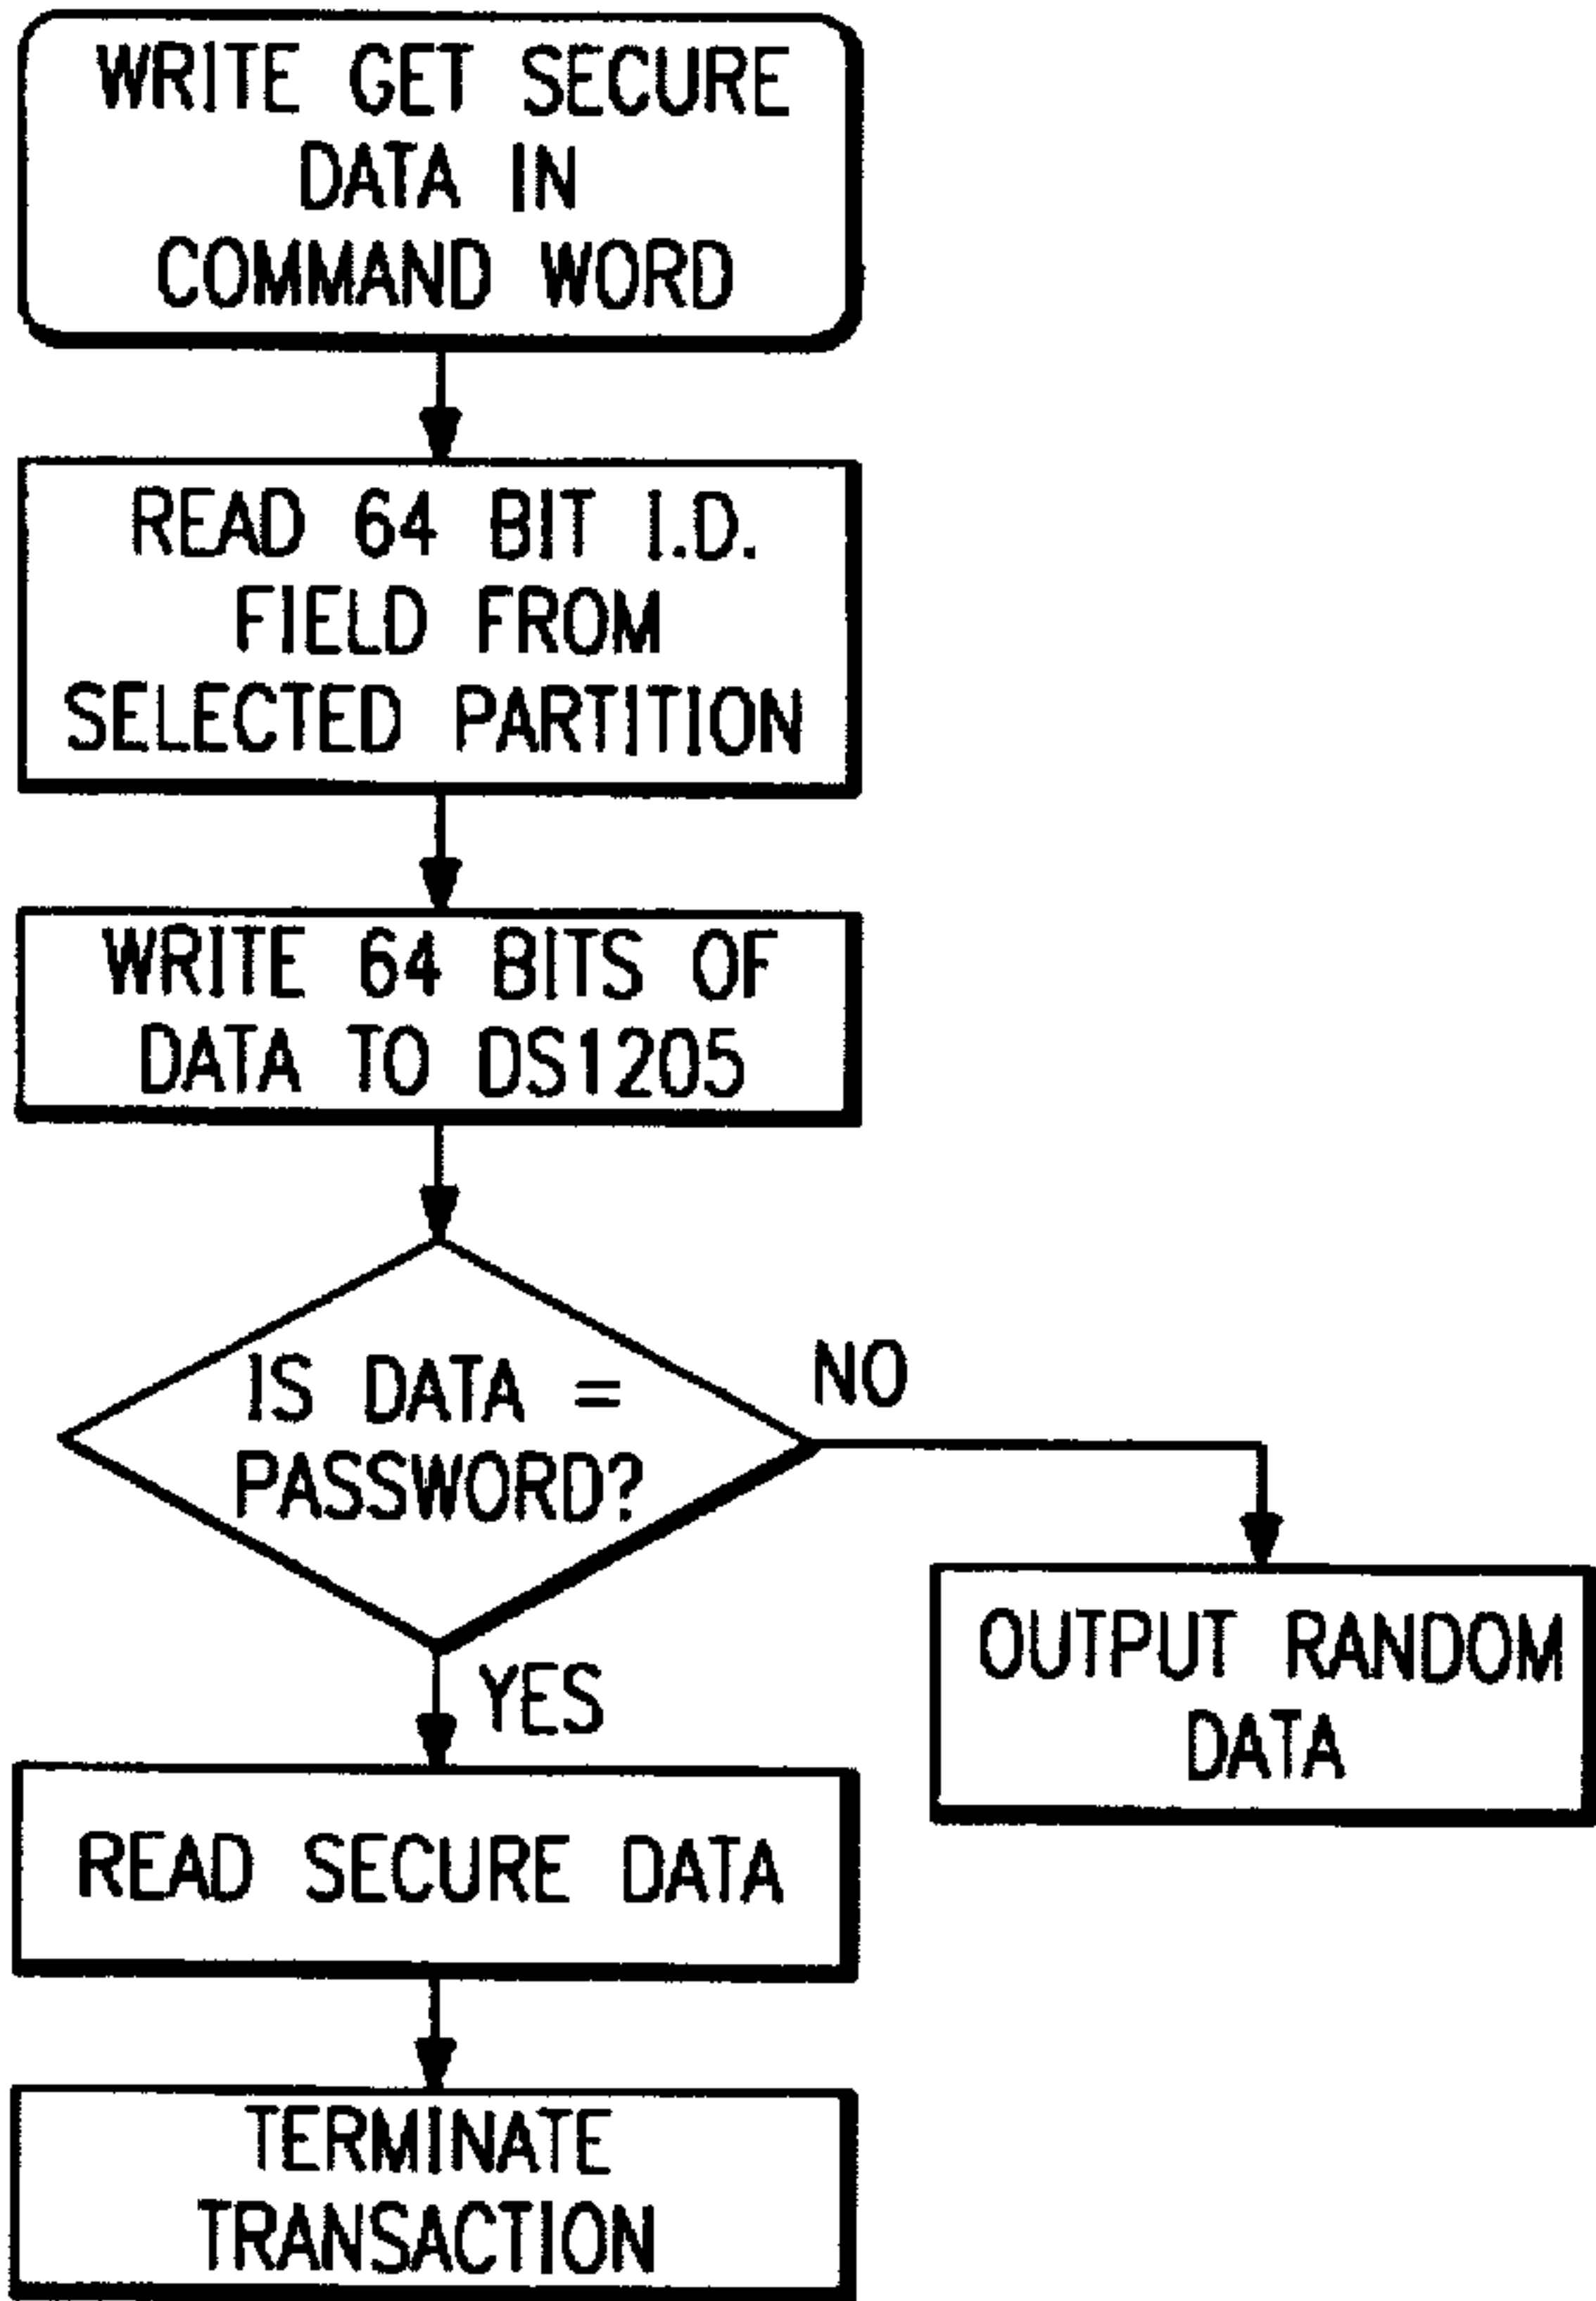 WRITE GET SECURE
DATA IN
COMMAND WORD
READ 64 BIT I.D.
FIELD FROM
SELECTED PARTITION
WRITE 64 BITS OF
DATA TO DS1205
IS DATA =
PASSWORD?
NO
YES
OUTPUT RANDOM
DATA
READ SECURE DATA
TERMINATE
TRANSACTION